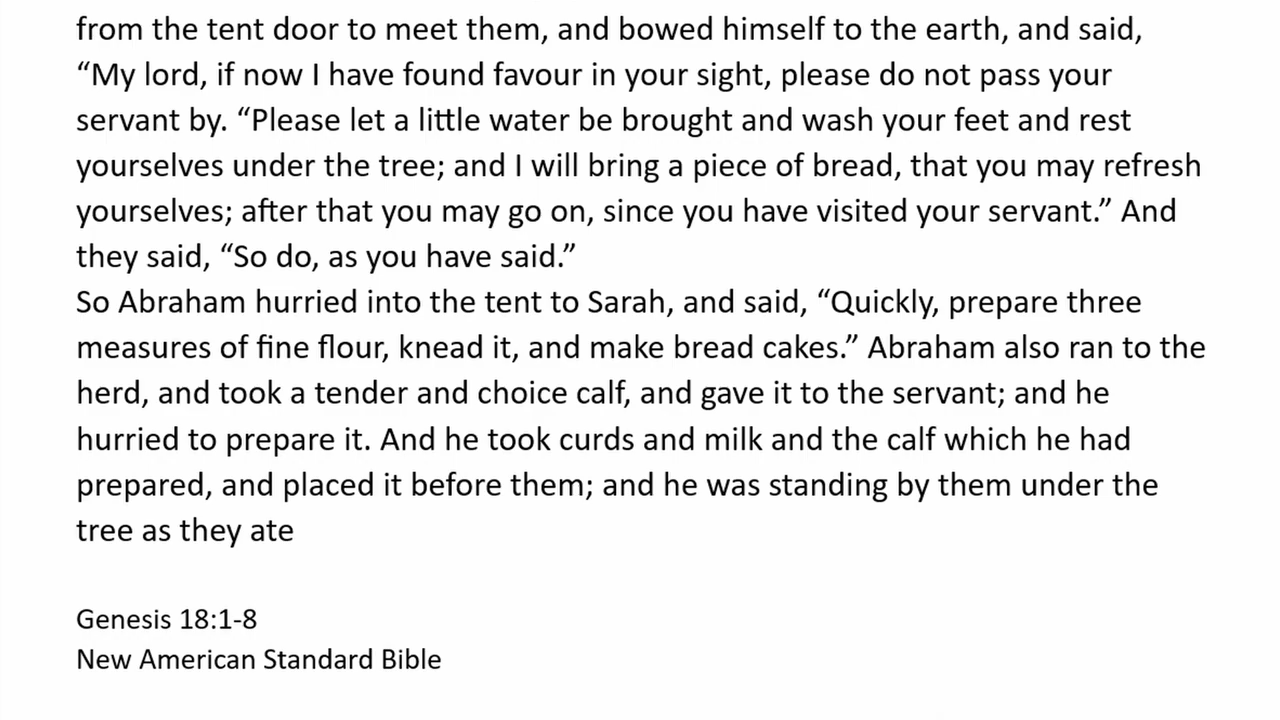 from the tent door to meet them, and bowed himself to the earth, and said,
“My lord, if now I have found favour in your sight, please do not pass your
servant by. “Please let a little water be brought and wash your feet and rest
yourselves under the tree; and I will bring a piece of bread, that you may refresh
yourselves; after that you may go on, since you have visited your servant.” And
they said, “So do, as you have said.”
So Abraham hurried into the tent to Sarah, and said, “Quickly, prepare three
measures of fine flour, knead it, and make bread cakes.” Abraham also ran to the
herd, and took a tender and choice calf, and gave it to the servant; and he
hurried to prepare it. And he took curds and milk and the calf which he had
prepared, and placed it before them; and he was standing by them under the
tree as they ate
Genesis 18:1-8
New American Standard Bible